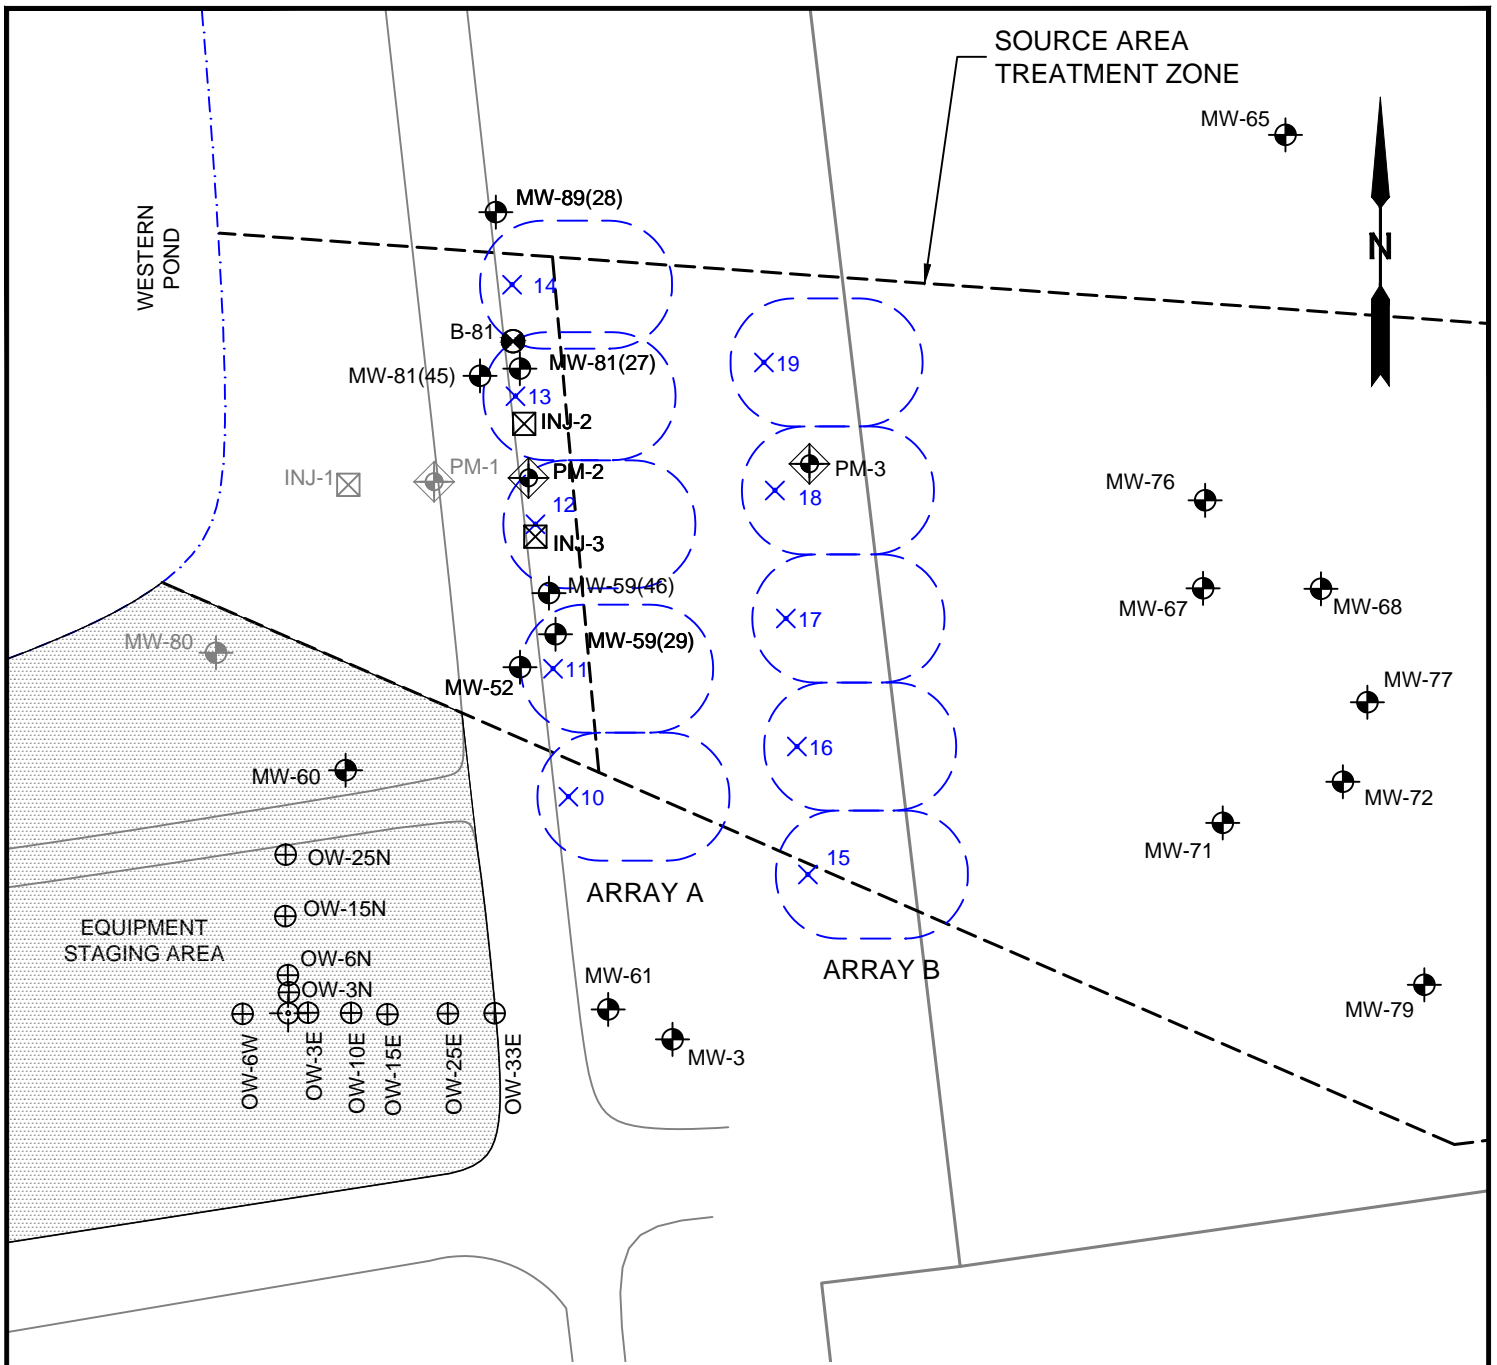 SOURCE AREA
TREATMENT ZONE
MW-65
N
WESTERN
POND
MW-89(28)
14
B-81
MW-81(27)
MW-81(45)
13
19
INJ-2
INJ-1
PM-1
PM-2
PM-3
18
12
INJ-3
MW-76
MW-59(46)
MW-67
MW-68
17
MW-80
MW-59(29)
11
MW-52
MW-77
16
MW-60
10
MW-72
MW-71
15
OW-25N
ARRAY A
OW-15N
EQUIPMENT
STAGING AREA
OW-6N
ARRAY B
MW-61
OW-3N
MW-79
MW-3
OW-6W
OW-3E
OW-10E
OW-15E
OW-25E
OW-33E